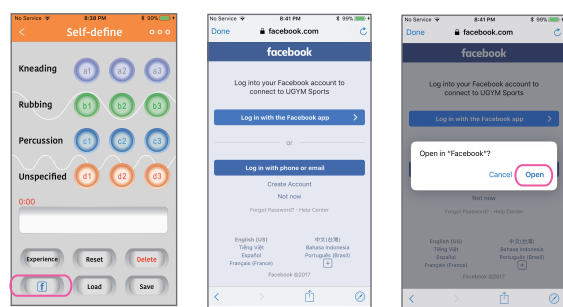 No Service 8:38 PM 99%
< Self-define
Kneading a1 a2 a3
Rubbing b1 b2 b3
Percussion c1 c2 c3
Unspecified d1 d2 d3
0:00
Experience Reset Delete
f Load Save
No Service 8:41 PM 99%
Done facebook.com
facebook
Log into your Facebook account to
connect to UGYM Sports
Log in with the Facebook app >
or
Log in with phone or email
Create Account
Not now
Forgot Password? · Help Center
English (US) 中文(台灣)
Tiếng Việt Bahasa Indonesia
Español Português (Brasil)
Français (France) +
Facebook ©2017
No Service 8:41 PM 99%
Done facebook.com
facebook
Log into your Facebook account to
connect to UGYM Sports
Log in with the Facebook app >
Open in "Facebook"?
Cancel Open
Not now
Forgot Password? · Help Center
English (US) 中文(台灣)
Tiếng Việt Bahasa Indonesia
Español Português (Brasil)
Français (France) +
Facebook ©2017